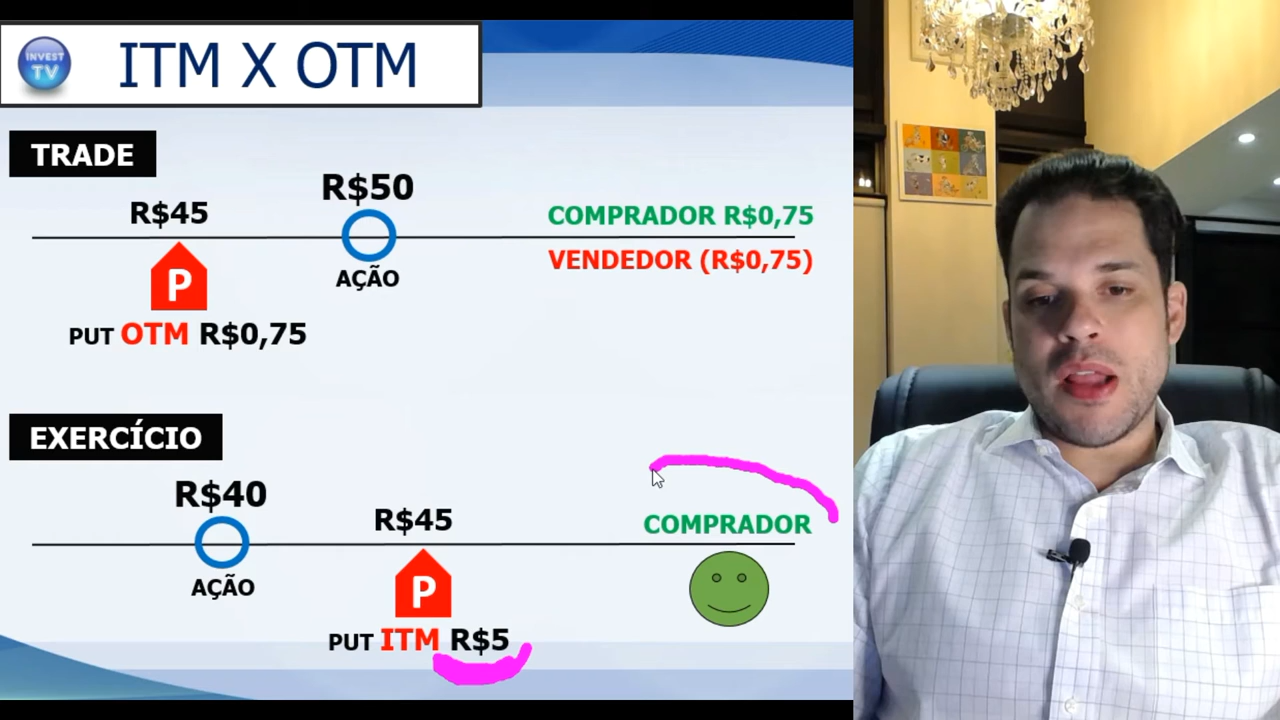 INVEST
TV
ITM X OTM
TRADE
R$50
R$45
COMPRADOR R$0,75
VENDEDOR (R$0,75)
AÇÃO
P
PUT OTM R$0,75
EXERCÍCIO
R$40
R$45
COMPRADOR
AÇÃO
P
PUT ITM R$5